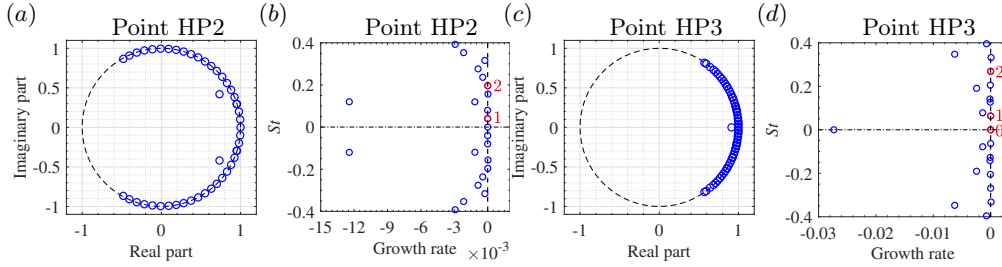 (a) Point HP2
1
0.5
0
-0.5
-1
Imaginary part
-1 0 1
Real part
(b) Point HP2
0.4
0.2
0
-0.2
-0.4
St
2
1
-15 -12 -9 -6 -3 0
Growth rate ×10⁻³
(c) Point HP3
1
0.5
0
-0.5
-1
Imaginary part
-1 0 1
Real part
(d) Point HP3
0.4
0.2
0
-0.2
-0.4
St
2
1
0
-0.03 -0.02 -0.01 0
Growth rate